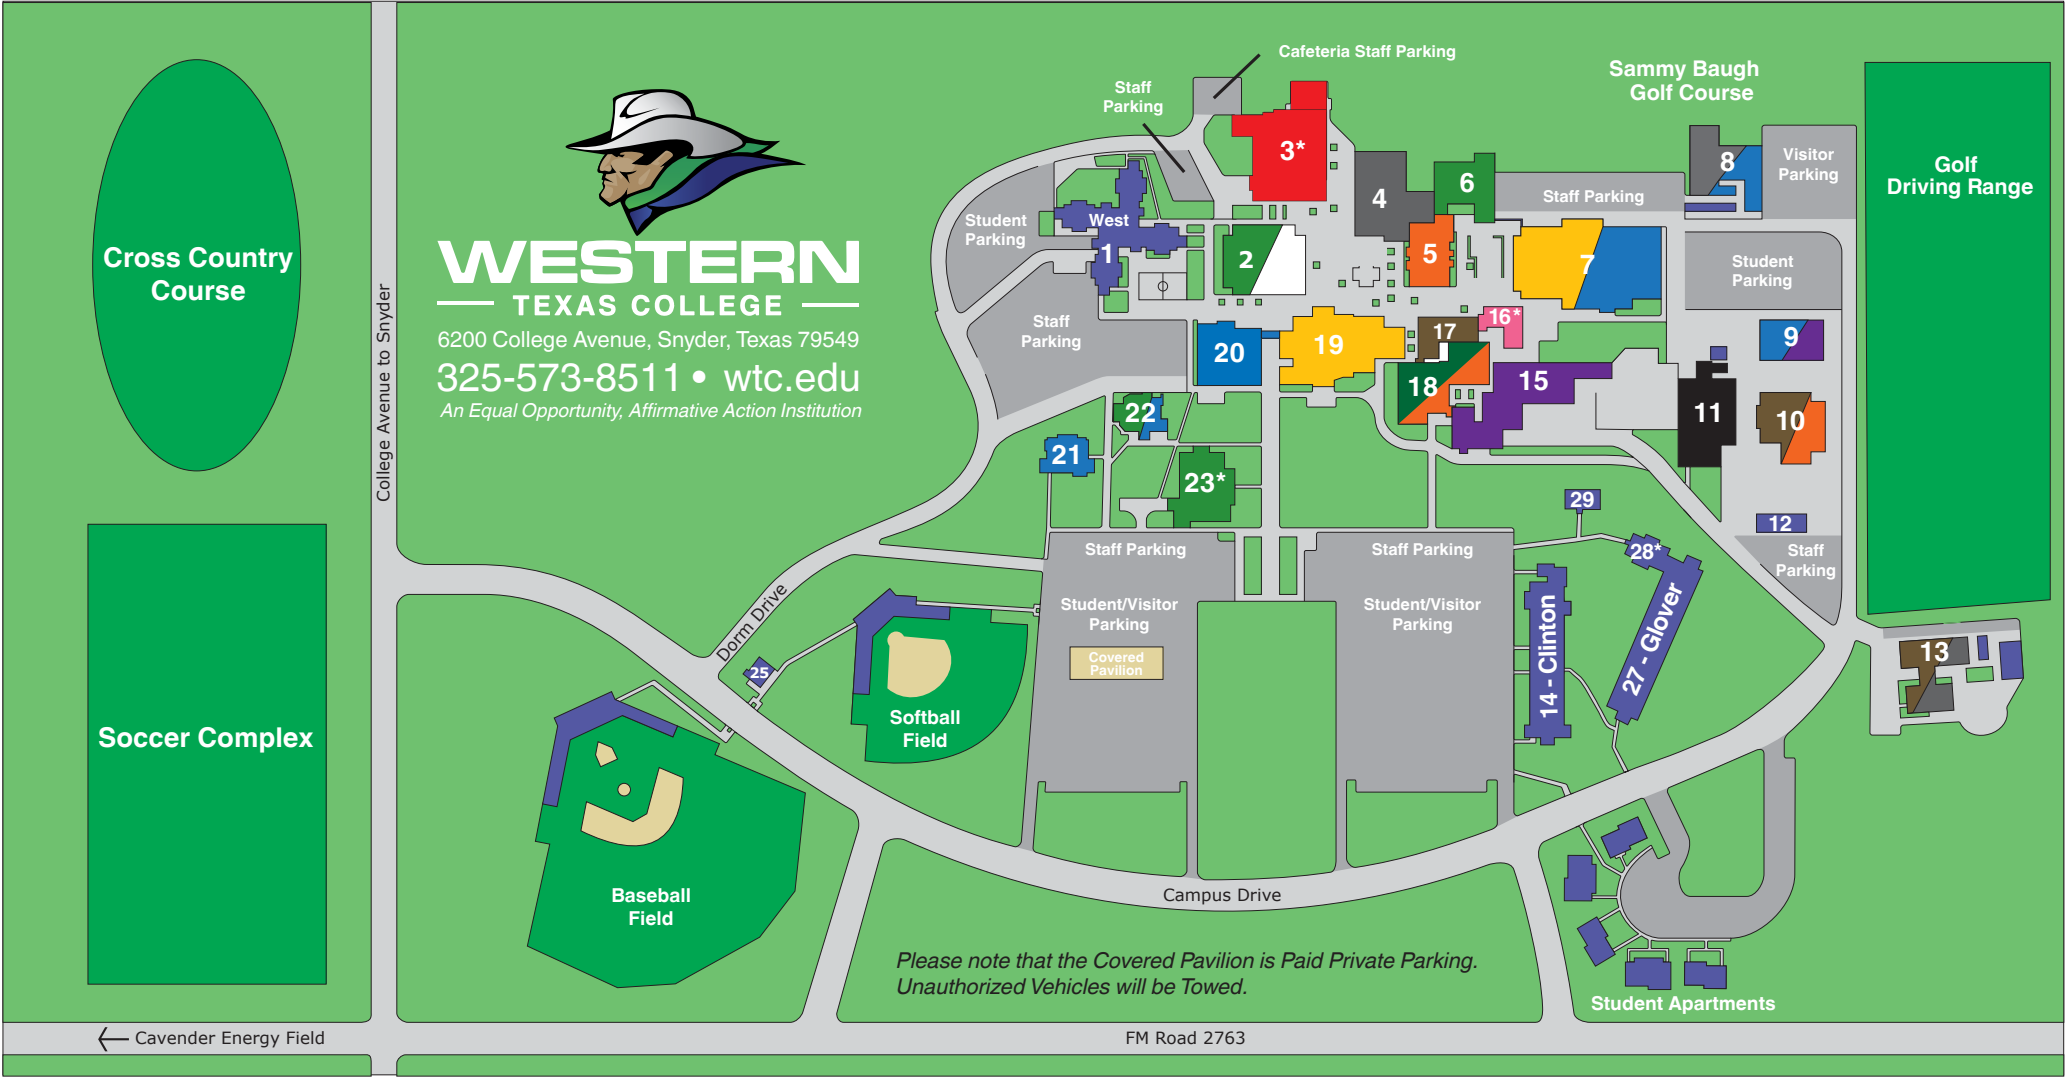 Cafeteria Staff Parking
Sammy Baugh
Golf Course
Staff
Parking
3*
4
6
8
Visitor
Parking
Golf
Driving Range
Staff Parking
Student
Parking
West
1
2
5
7
Student
Parking
Cross Country
Course
College Avenue to Snyder
WESTERN
TEXAS COLLEGE
6200 College Avenue, Snyder, Texas 79549
325-573-8511 • wtc.edu
An Equal Opportunity, Affirmative Action Institution
Staff
Parking
20
19
17
16*
18
15
9
11
10
22
21
23*
29
12
Staff
Parking
28*
Staff Parking
Staff Parking
Student/Visitor
Parking
Student/Visitor
Parking
Covered
Pavilion
14 - Clinton
27 - Glover
13
Dorm Drive
25
Softball
Field
Soccer Complex
Baseball
Field
Campus Drive
Please note that the Covered Pavilion is Paid Private Parking.
Unauthorized Vehicles will be Towed.
Student Apartments
Cavender Energy Field
FM Road 2763